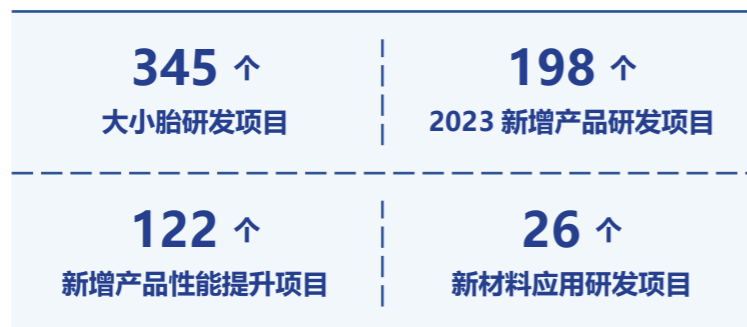 345 个
大小胎研发项目
198 个
2023 新增产品研发项目
122 个
新增产品性能提升项目
26 个
新材料应用研发项目